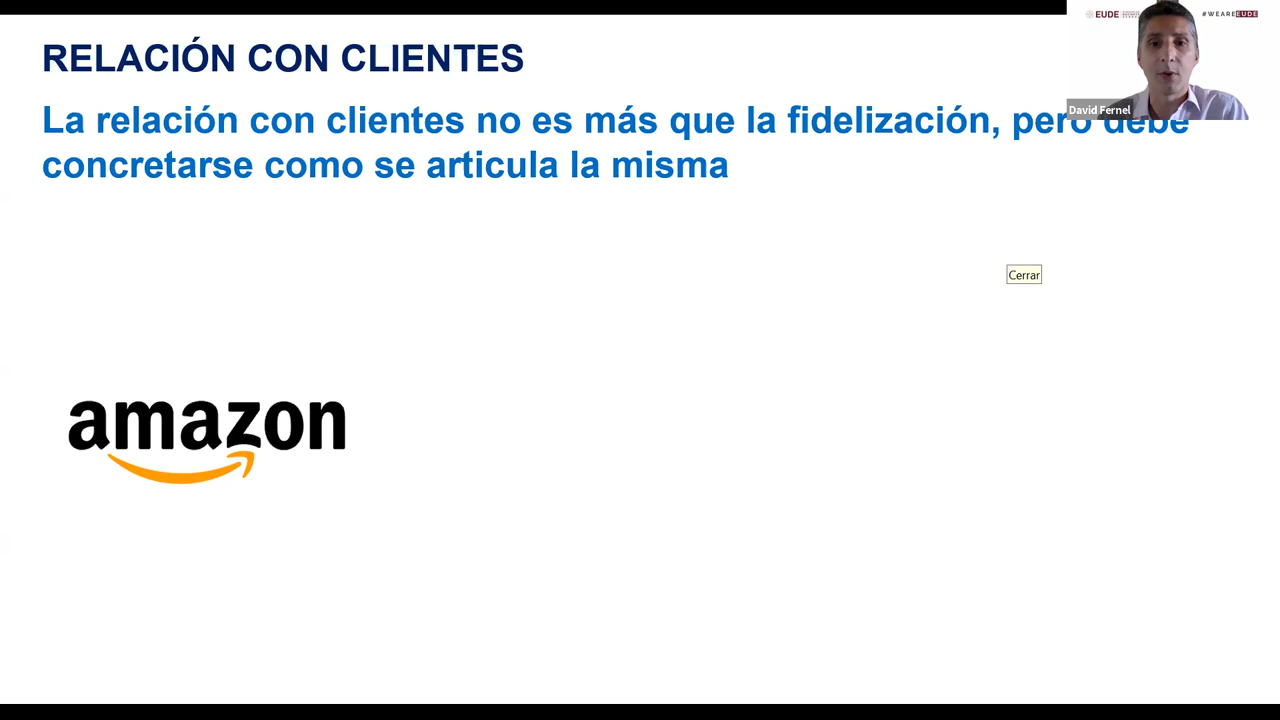 EUDE
#WEAREEUDE
RELACIÓN CON CLIENTES
David Fernel
La relación con clientes no es más que la fidelización, pero debe
concretarse como se articula la misma
Cerrar
amazon